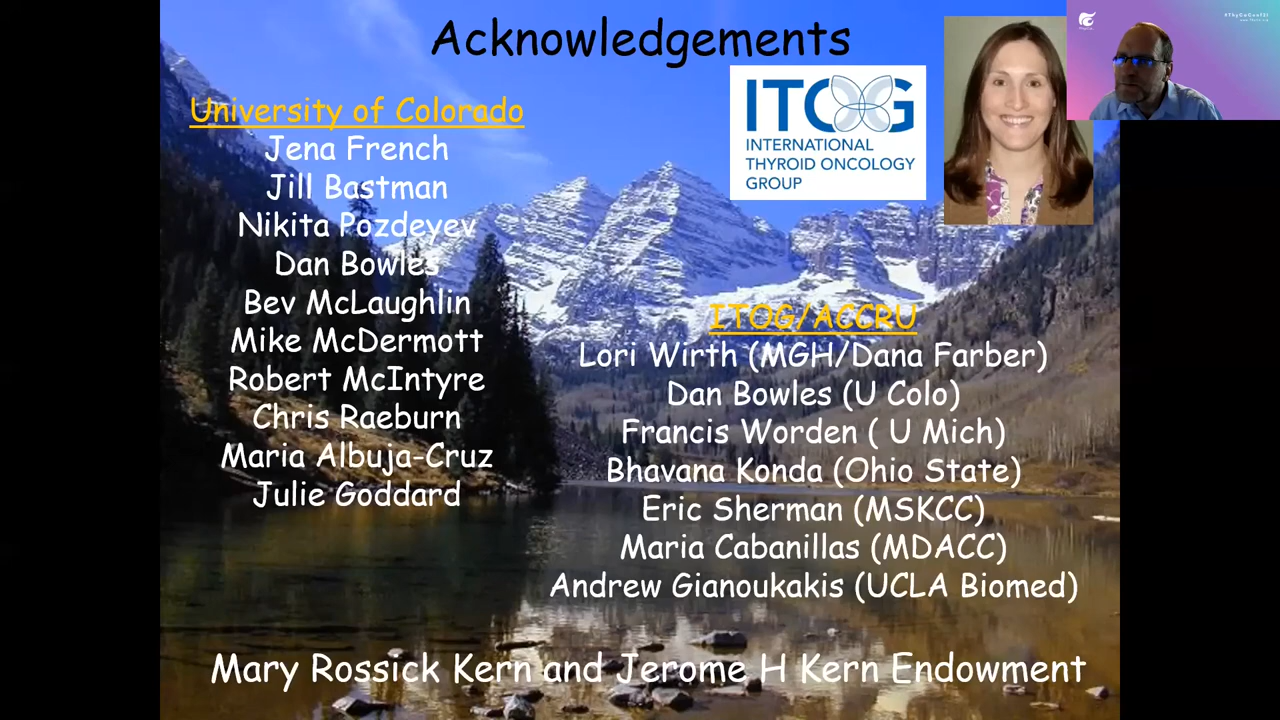 Acknowledgements
ITOG
INTERNATIONAL
THYROID ONCOLOGY
GROUP
University of Colorado
Jena French
Jill Bastman
Nikita Pozdeyev
Dan Bowles
Bev McLaughlin
Mike McDermott
Robert McIntyre
Chris Raeburn
Maria Albuja-Cruz
Julie Goddard
ITOG/ACCRU
Lori Wirth (MGH/Dana Farber)
Dan Bowles (U Colo)
Francis Worden ( U Mich)
Bhavana Konda (Ohio State)
Eric Sherman (MSKCC)
Maria Cabanillas (MDACC)
Andrew Gianoukakis (UCLA Biomed)
Mary Rossick Kern and Jerome H Kern Endowment